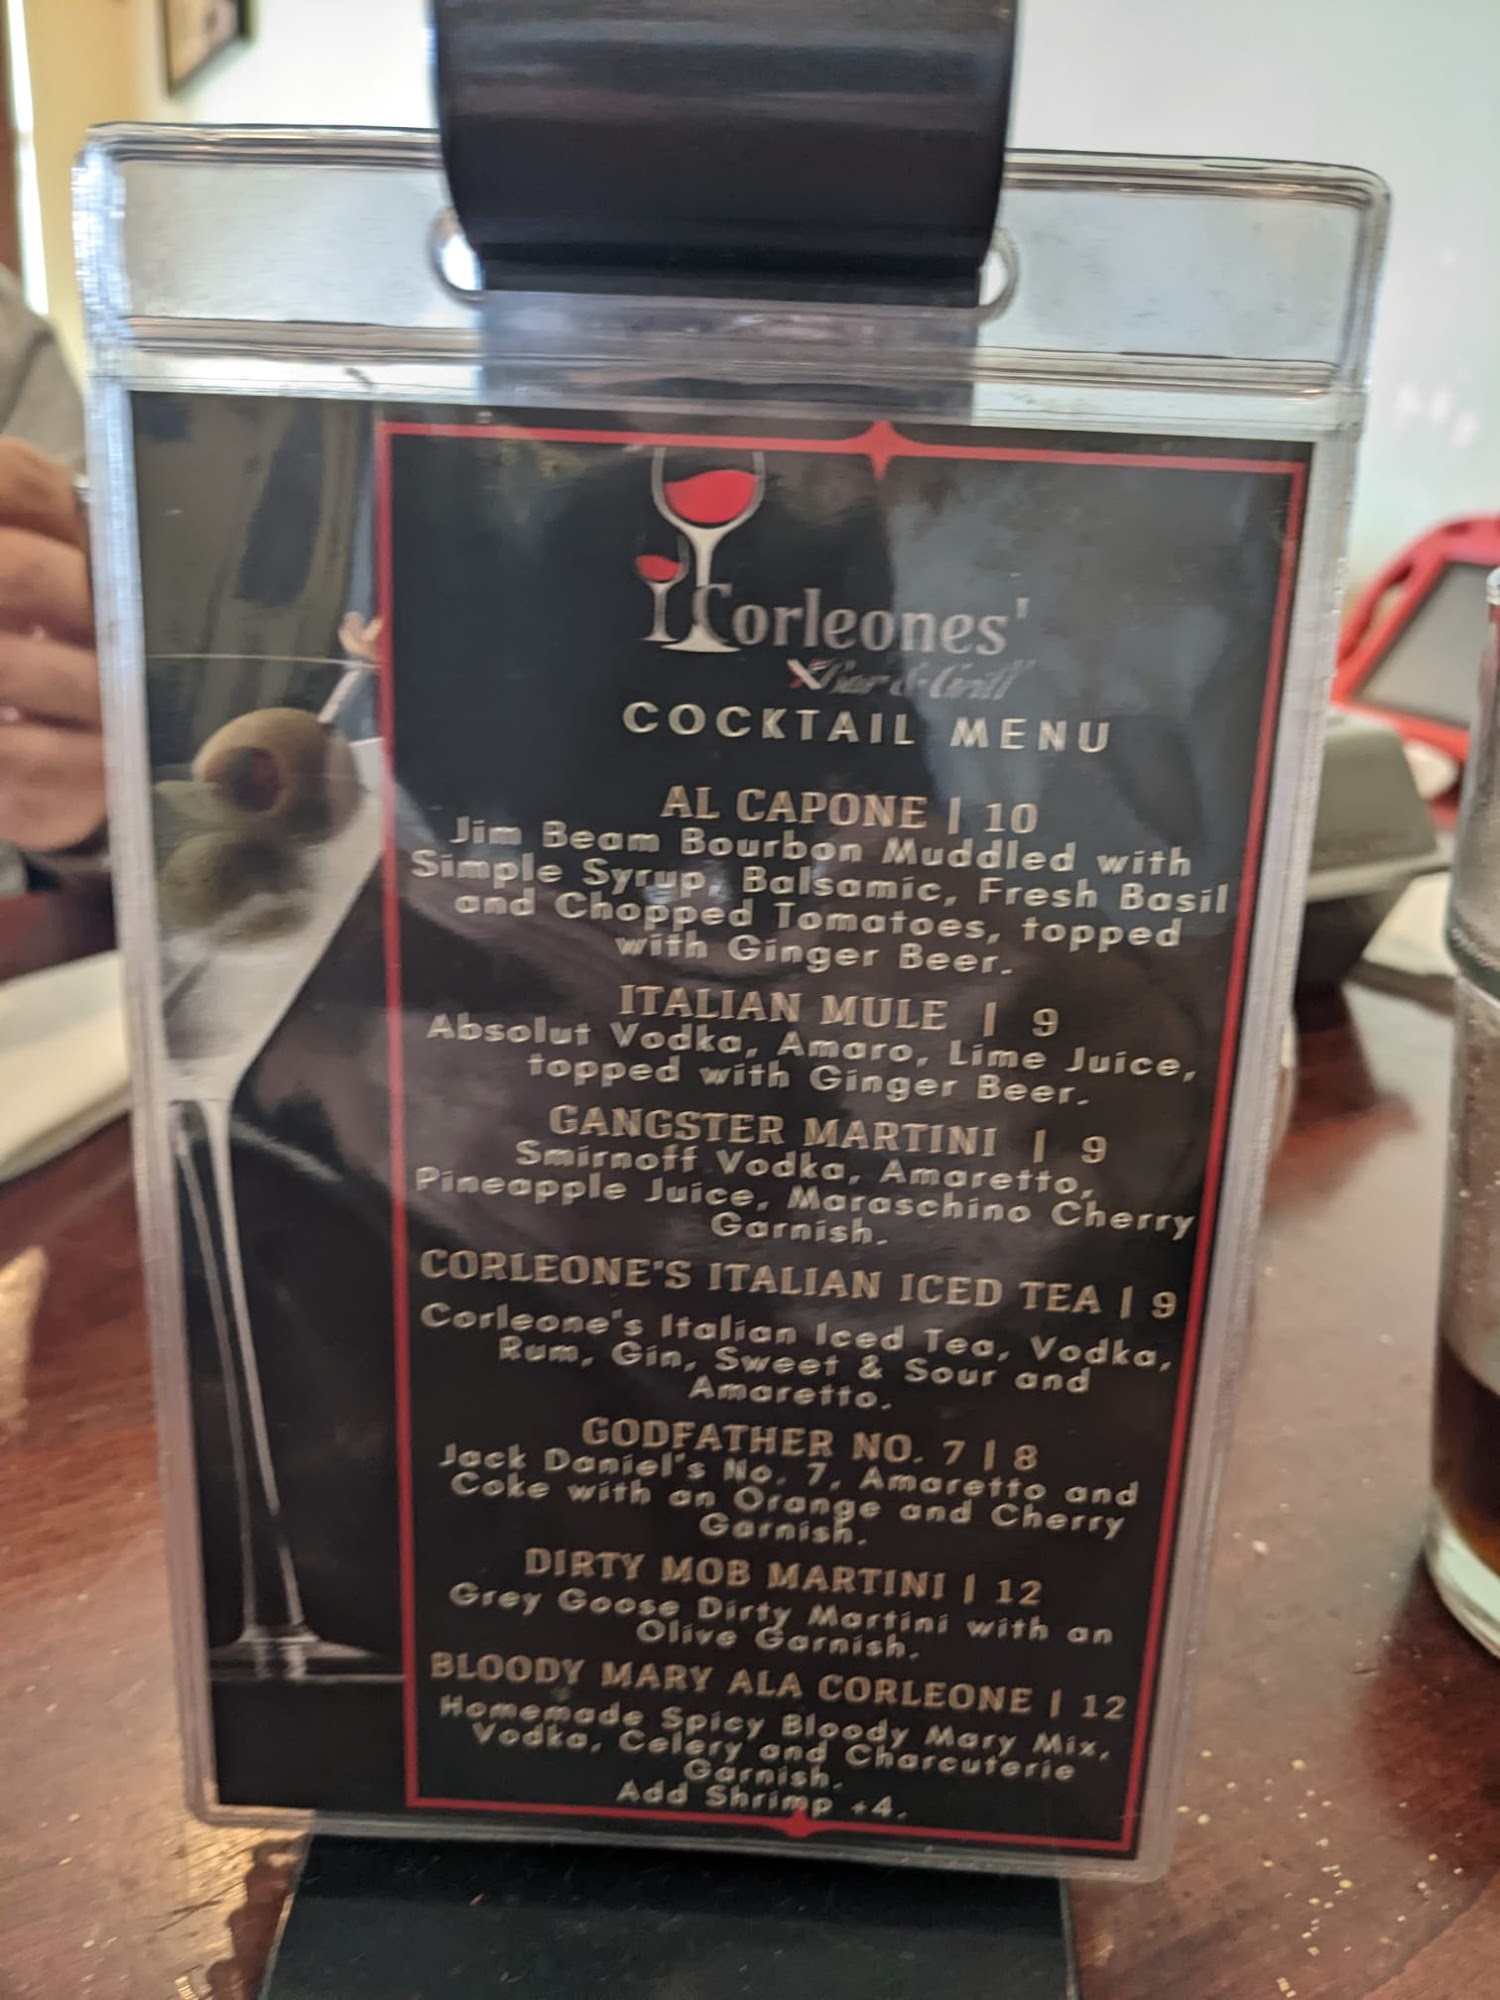 Corleones'
Bar & Grill
COCKTAIL MENU
AL CAPONE | 10
Jim Beam Bourbon Muddled with
Simple Syrup, Balsamic, Fresh Basil
and Chopped Tomatoes, topped
with Ginger Beer.
ITALIAN MULE | 9
Absolut Vodka, Amaro, Lime Juice,
topped with Ginger Beer.
GANGSTER MARTINI | 9
Smirnoff Vodka, Amaretto,
Pineapple Juice, Maraschino Cherry
Garnish.
CORLEONE'S ITALIAN ICED TEA | 9
Corleone's Italian Iced Tea, Vodka,
Rum, Gin, Sweet & Sour and
Amaretto.
GODFATHER NO. 7 | 8
Jack Daniel's No. 7, Amaretto and
Coke with an Orange and Cherry
Garnish.
DIRTY MOB MARTINI | 12
Grey Goose Dirty Martini with an
Olive Garnish.
BLOODY MARY ALA CORLEONE | 12
Homemade Spicy Bloody Mary Mix,
Vodka, Celery and Charcuterie
Garnish.
Add Shrimp +4.